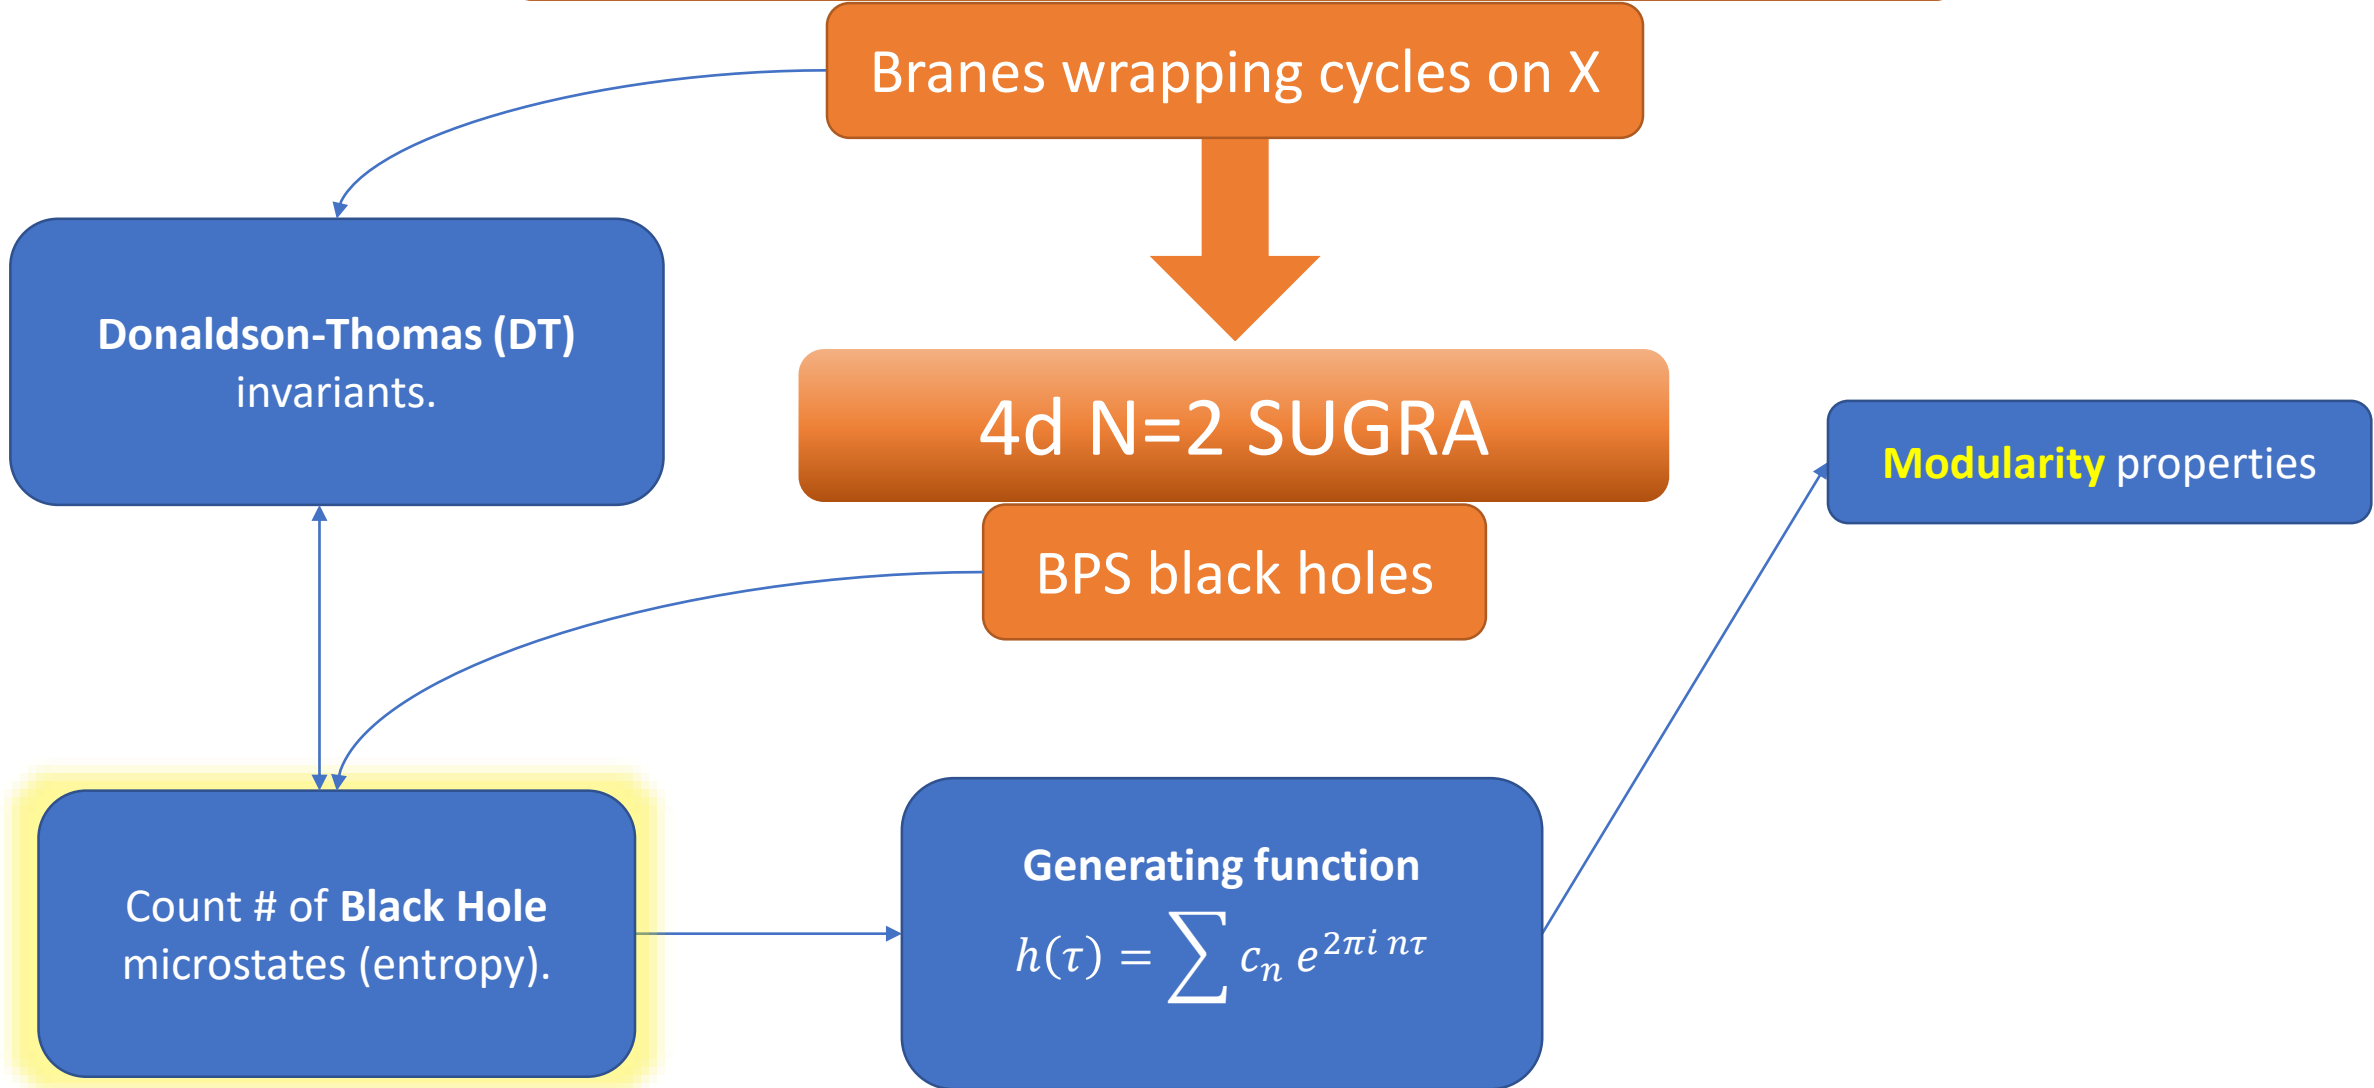 Branes wrapping cycles on X
Donaldson-Thomas (DT)
invariants.
4d N=2 SUGRA
Modularity properties
BPS black holes
Count # of Black Hole
microstates (entropy).
Generating function
h(τ) = ∑ cₙ e^{2πi nτ}